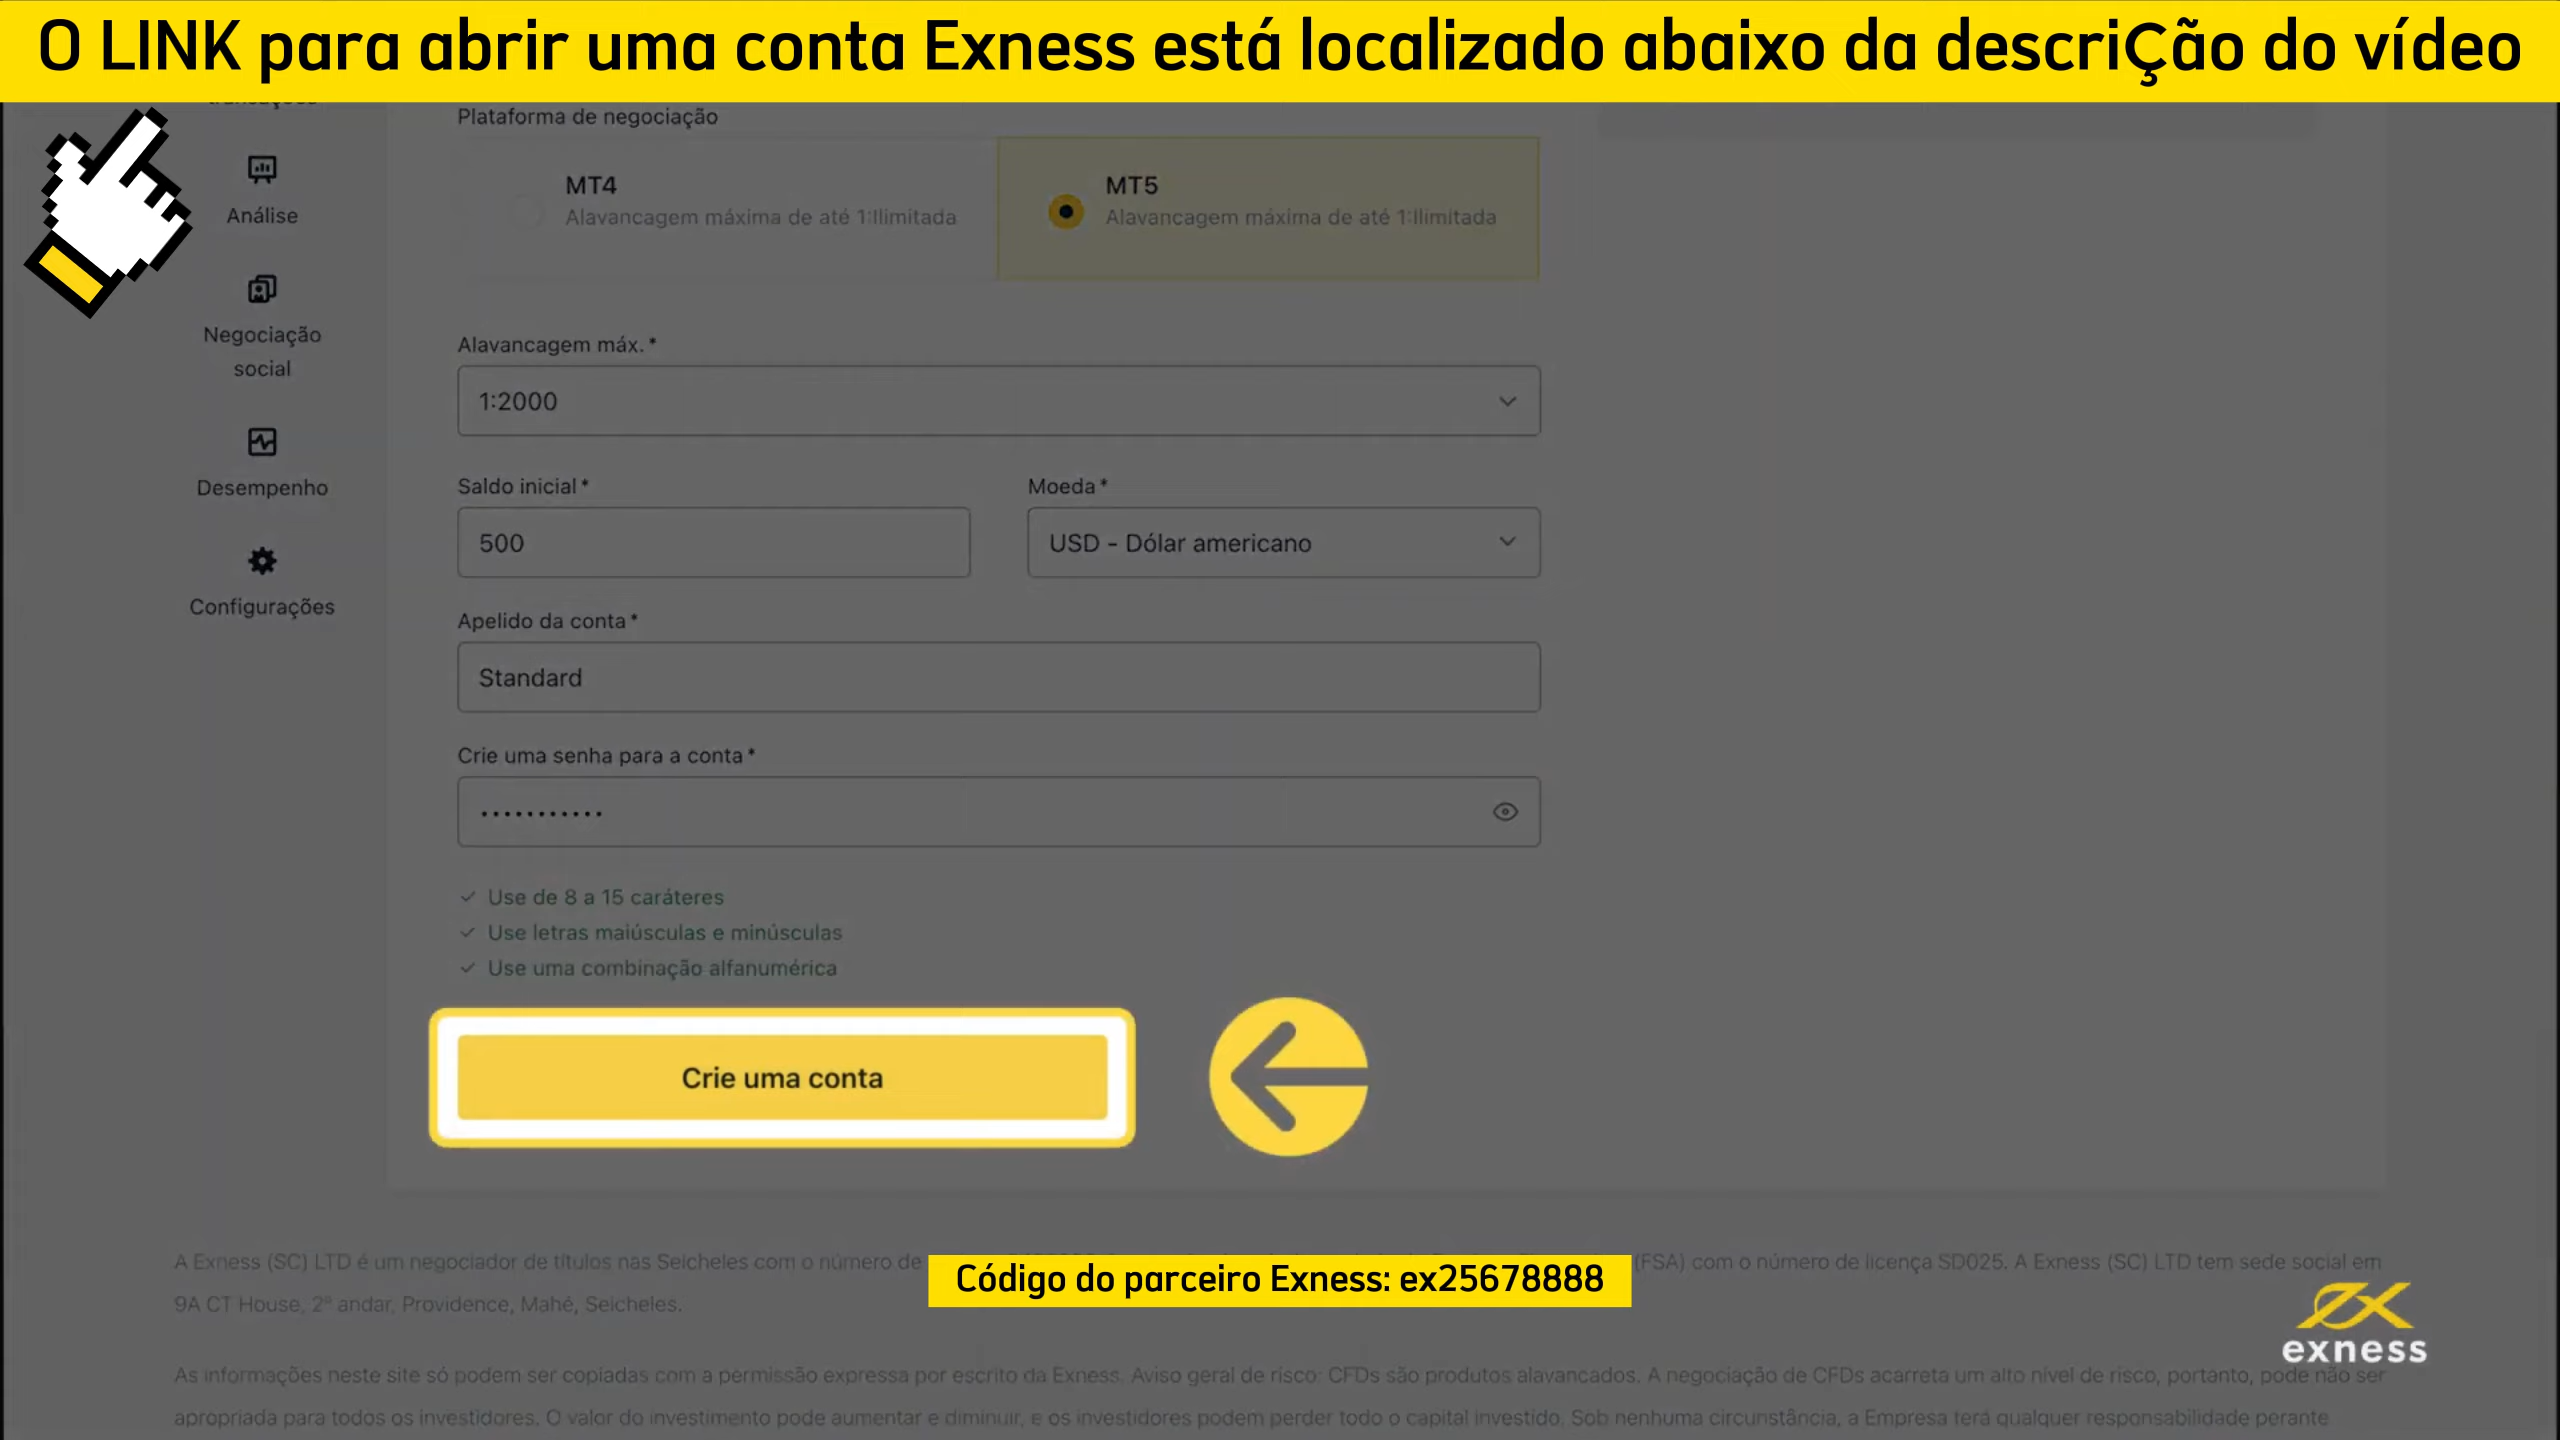 O LINK para abrir uma conta Exness está localizado abaixo da descriÇão do vídeo
Plataforma de negociação
MT4
Alavancagem máxima de até 1:Ilimitada
MT5
Alavancagem máxima de até 1:Ilimitada
Análise
Negociação
social
Desempenho
Configurações
Alavancagem máx.*
1:2000
Saldo inicial*
Moeda*
500
USD - Dólar americano
Apelido da conta*
Standard
Crie uma senha para a conta*
•••••••••••
Use de 8 a 15 caráteres
Use letras maiúsculas e minúsculas
Use uma combinação alfanumérica
Crie uma conta
A Exness (SC) LTD é um negociador de títulos nas Seicheles com o número de (FSA) com o número de licença SD025. A Exness (SC) LTD tem sede social em
Código do parceiro Exness: ex25678888
9A CT House, 2º andar, Providence, Mahé, Seicheles.
exness
As informações neste site só podem ser copiadas com a permissão expressa por escrito da Exness. Aviso geral de risco: CFDs são produtos alavancados. A negociação de CFDs acarreta um alto nível de risco, portanto, pode não ser
apropriada para todos os investidores. O valor do investimento pode aumentar e diminuir, e os investidores podem perder todo o capital investido. Sob nenhuma circunstância, a Empresa terá qualquer responsabilidade perante